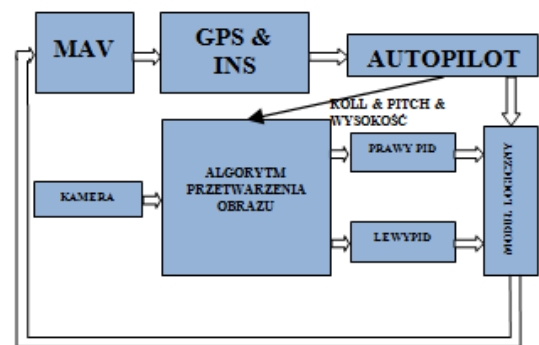 MAV
GPS &
INS
AUTOPILOT
ROLL & PITCH &
WYSOKOŚĆ
ALGORYTM
PRZETWARZENIA
OBRAZU
PRAWY PID
KAMERA
LEWYPID
MODUŁ LOGICZNY